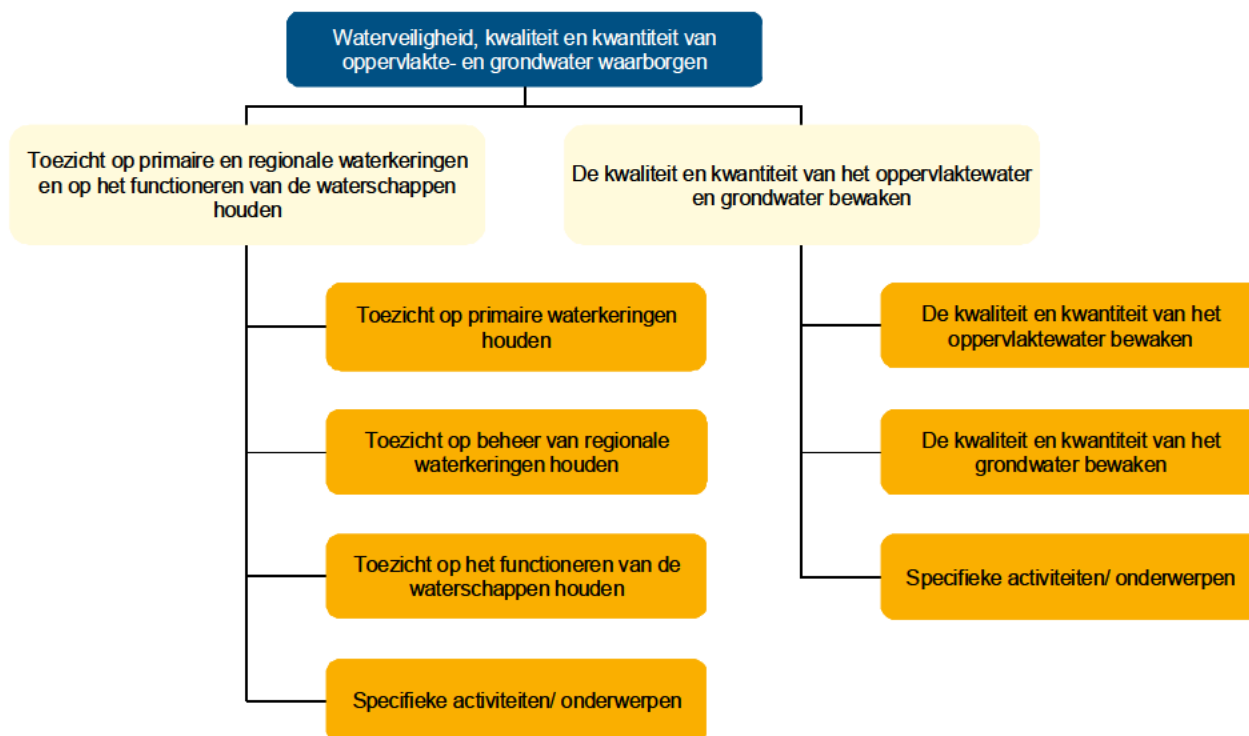 Waterveiligheid, kwaliteit en kwantiteit van
oppervlakte- en grondwater waarborgen
Toezicht op primaire en regionale waterkeringen
en op het functioneren van de waterschappen
houden
De kwaliteit en kwantiteit van het oppervlaktewater
en grondwater bewaken
Toezicht op primaire waterkeringen
houden
Toezicht op beheer van regionale
waterkeringen houden
Toezicht op het functioneren van de
waterschappen houden
Specifieke activiteiten/ onderwerpen
De kwaliteit en kwantiteit van het
oppervlaktewater bewaken
De kwaliteit en kwantiteit van het
grondwater bewaken
Specifieke activiteiten/ onderwerpen